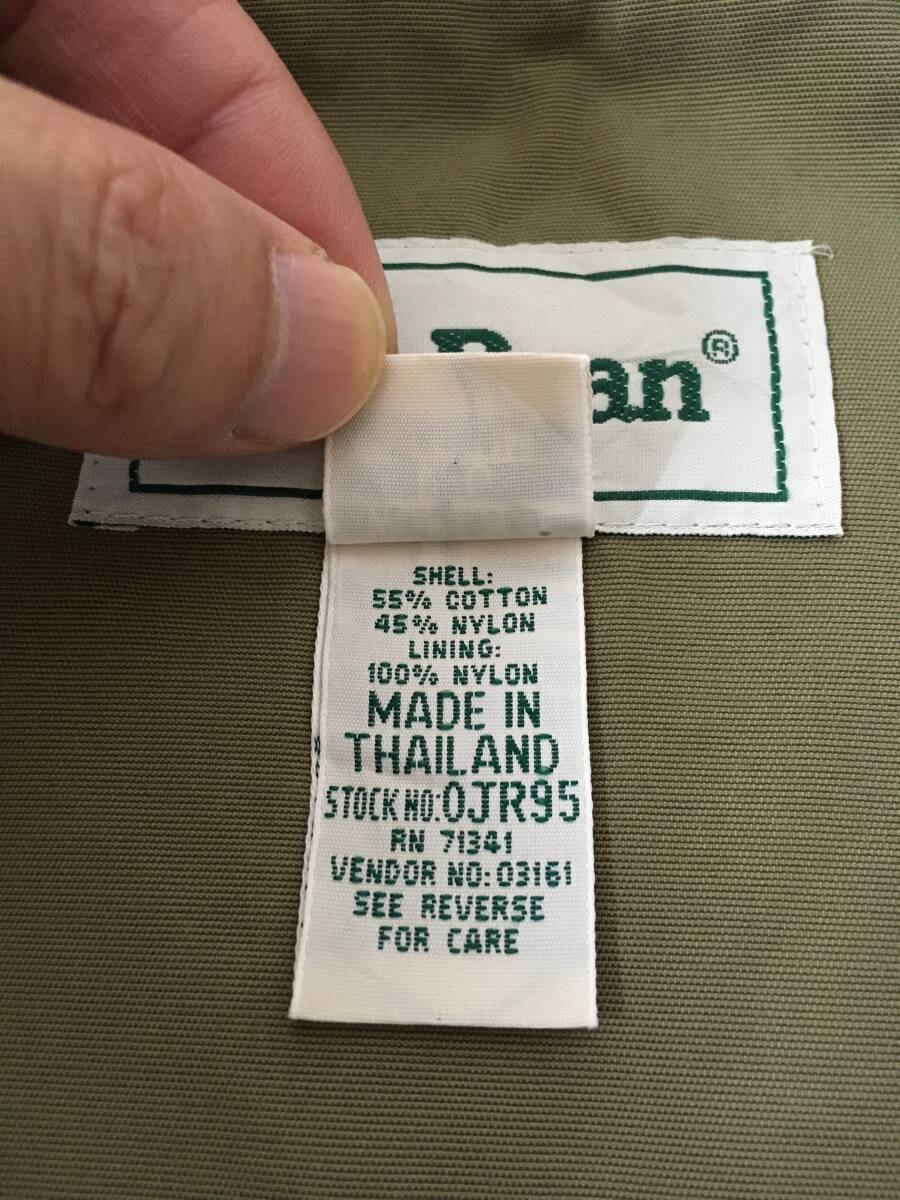 an®
SHELL:
55% COTTON
45% NYLON
LINING:
100% NYLON
MADE IN
THAILAND
STOCK NO:0JR95
RN 71341
VENDOR NO:03161
SEE REVERSE
FOR CARE